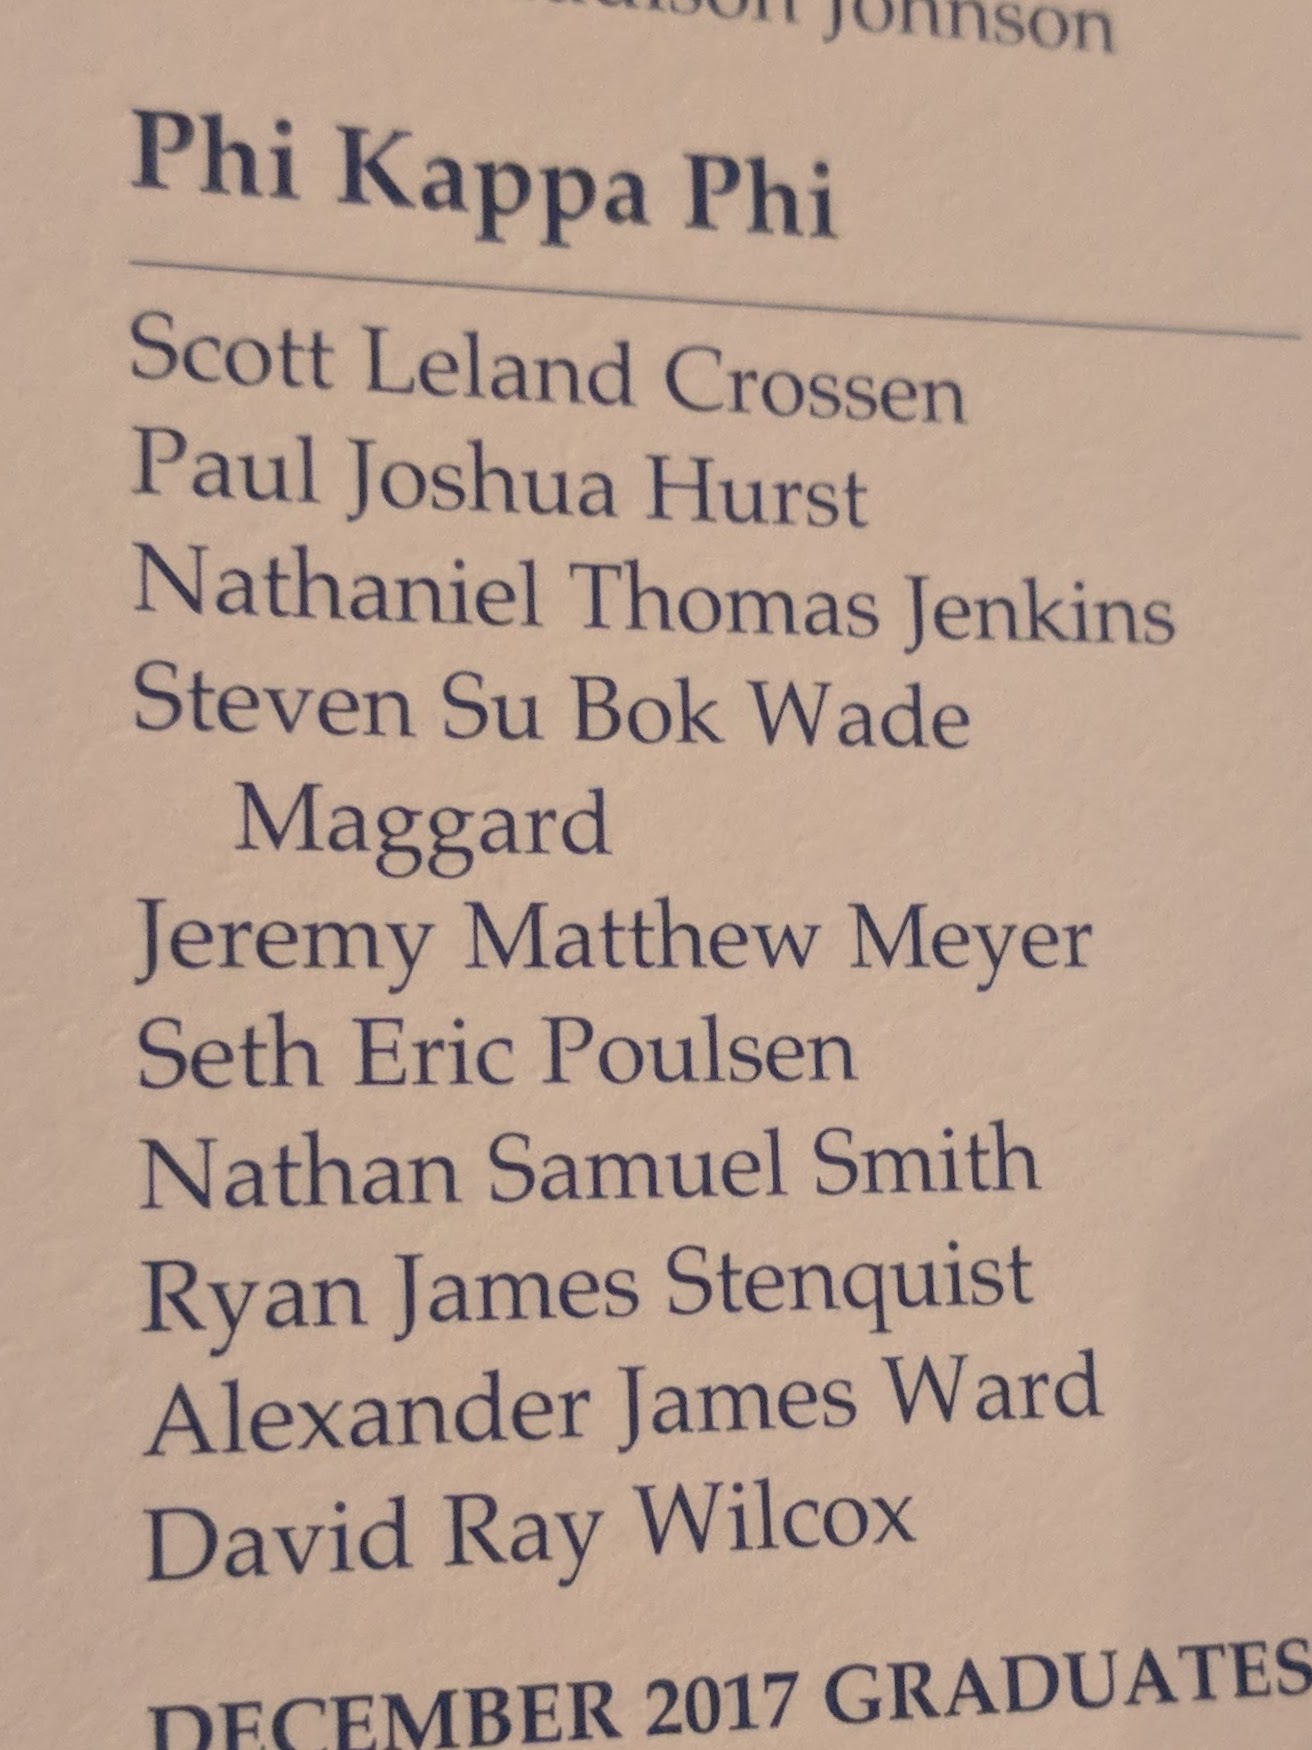 Johnson
Phi Kappa Phi
Scott Leland Crossen
Paul Joshua Hurst
Nathaniel Thomas Jenkins
Steven Su Bok Wade
Maggard
Jeremy Matthew Meyer
Seth Eric Poulsen
Nathan Samuel Smith
Ryan James Stenquist
Alexander James Ward
David Ray Wilcox
DECEMBER 2017 GRADUATES